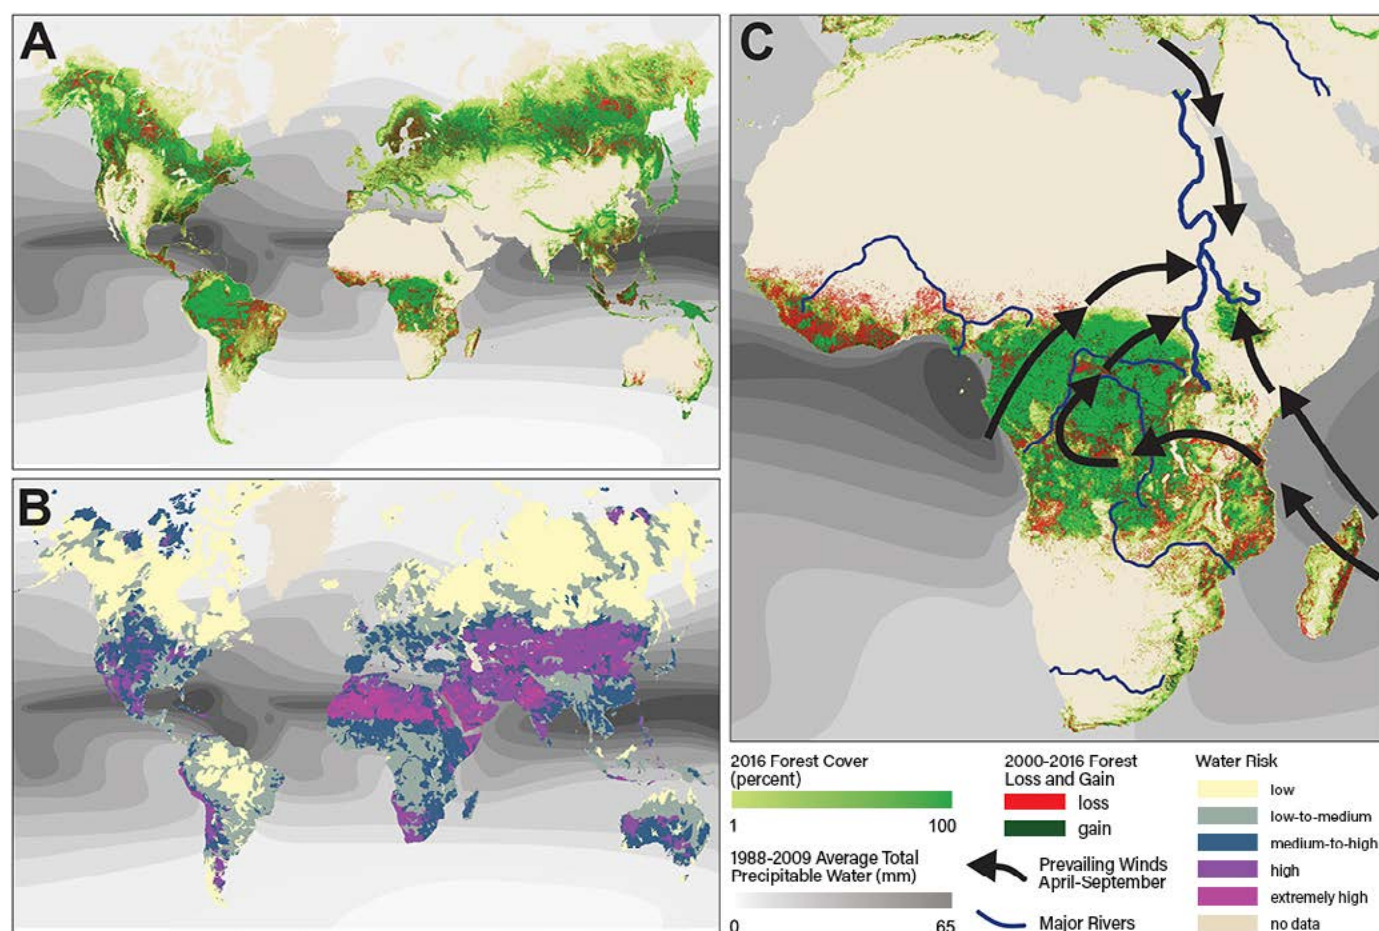 A
B
C
2016 Forest Cover
(percent)
1
100
1988-2009 Average Total
Precipitable Water (mm)
0
65
2000-2016 Forest
Loss and Gain
loss
gain
Prevailing Winds
April-September
Major Rivers
Water Risk
low
low-to-medium
medium-to-high
high
extremely high
no data